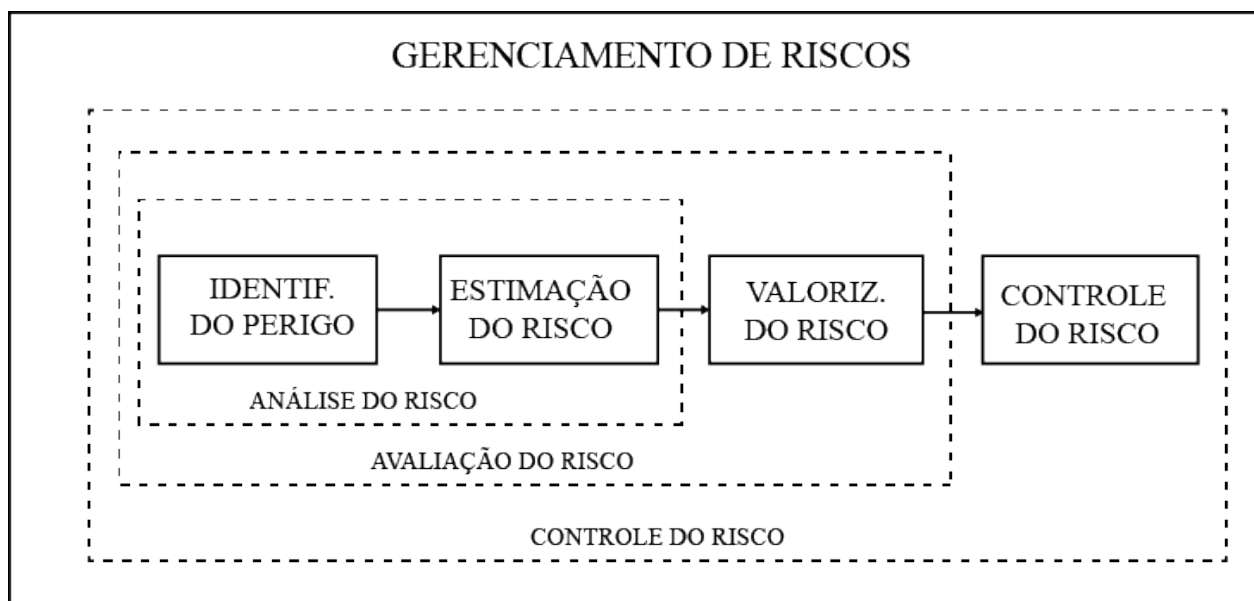 GERENCIAMENTO DE RISCOS
IDENTIF.
DO PERIGO
ESTIMAÇÃO
DO RISCO
VALORIZ.
DO RISCO
CONTROLE
DO RISCO
ANÁLISE DO RISCO
AVALIAÇÃO DO RISCO
CONTROLE DO RISCO